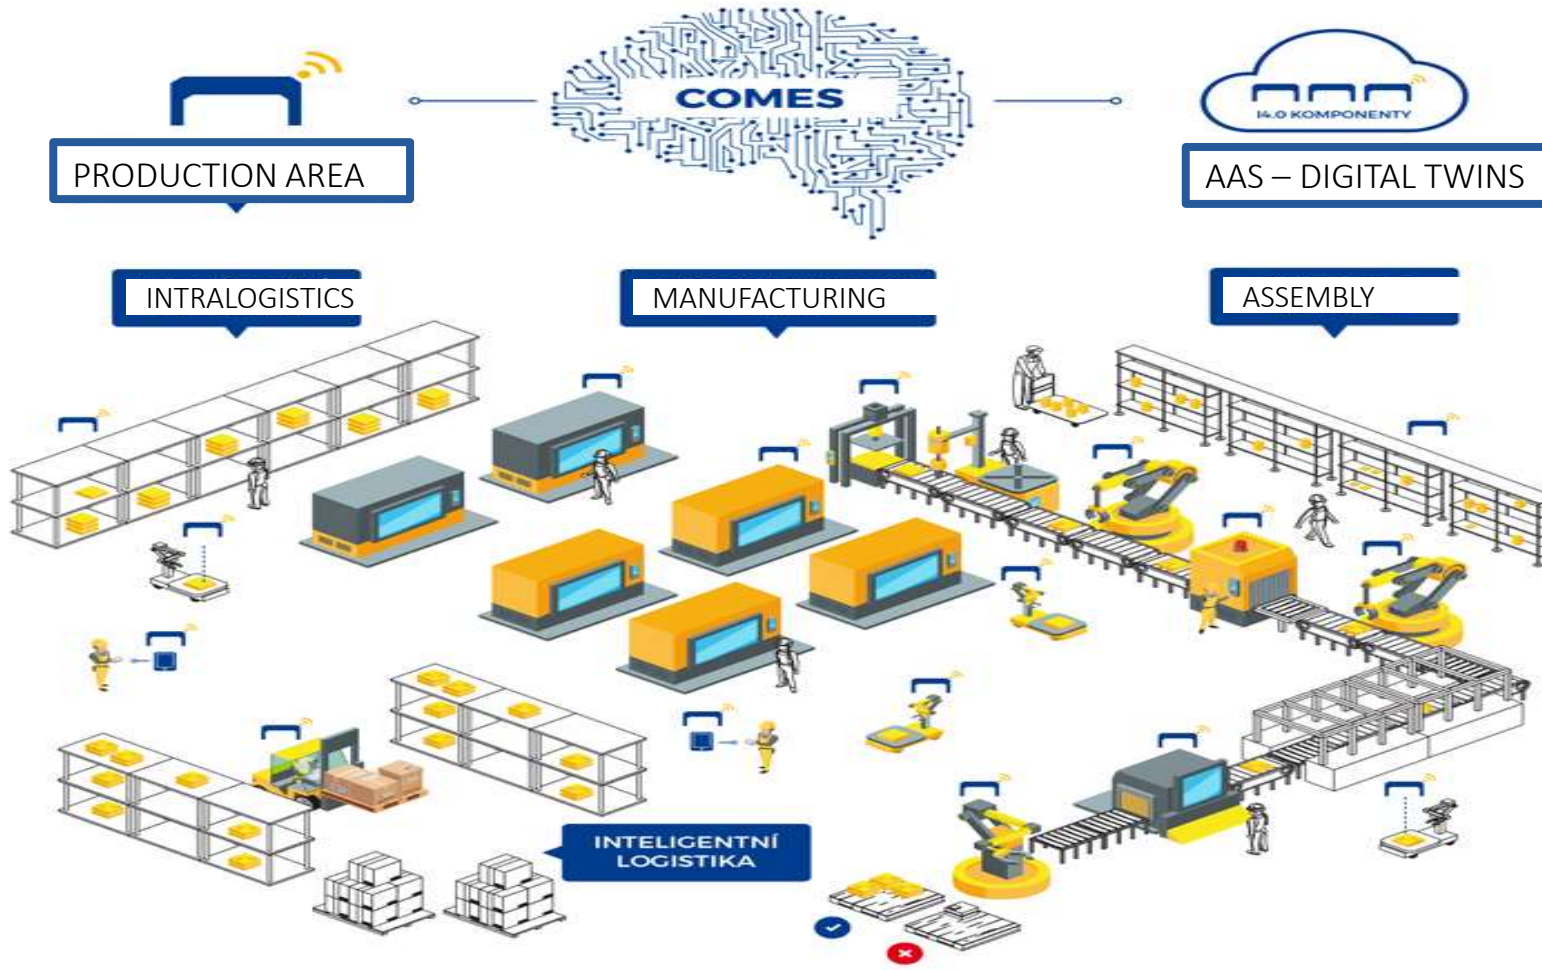 COMES
I4.0 KOMPONENTY
PRODUCTION AREA
AAS – DIGITAL TWINS
INTRALOGISTICS
MANUFACTURING
ASSEMBLY
INTELIGENTNÍ
LOGISTIKA